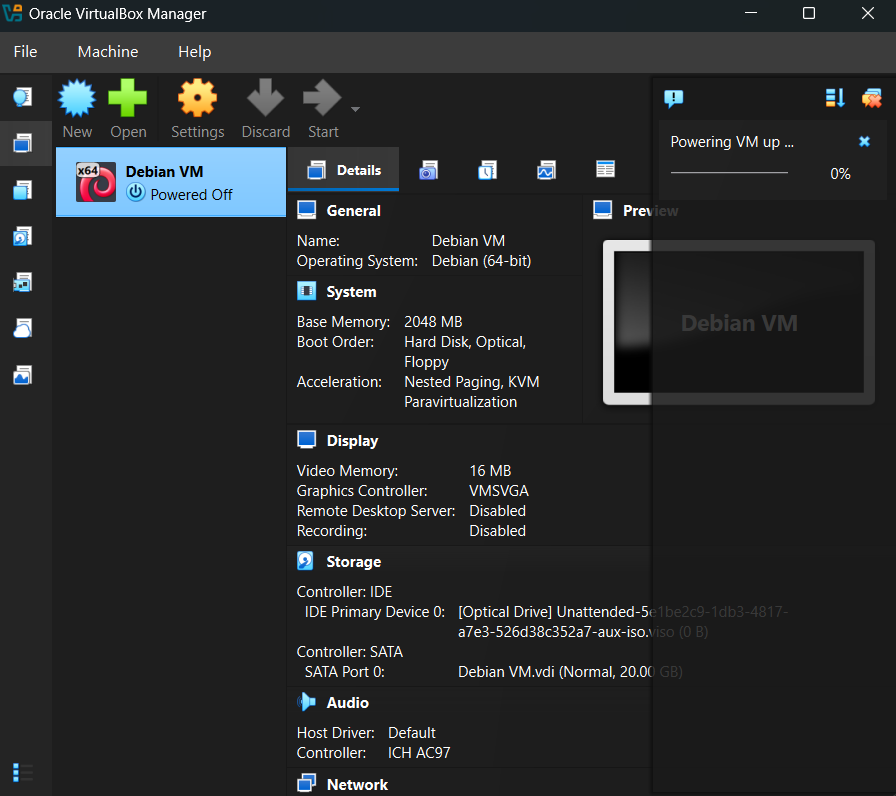 Oracle VirtualBox Manager
File Machine Help
New Open Settings Discard Start
Powering VM up ...
0%
x64
Debian VM
Powered Off
Details
General
Name: Debian VM
Operating System: Debian (64-bit)
Preview
Debian VM
System
Base Memory: 2048 MB
Boot Order: Hard Disk, Optical,
Floppy
Acceleration: Nested Paging, KVM
Paravirtualization
Display
Video Memory: 16 MB
Graphics Controller: VMSVGA
Remote Desktop Server: Disabled
Recording: Disabled
Storage
Controller: IDE
IDE Primary Device 0: [Optical Drive] Unattended-5e1be2c9-1db3-4817-
a7e3-526d38c352a7-aux-iso.viso (0 B)
Controller: SATA
SATA Port 0: Debian VM.vdi (Normal, 20.00 GB)
Audio
Host Driver: Default
Controller: ICH AC97
Network